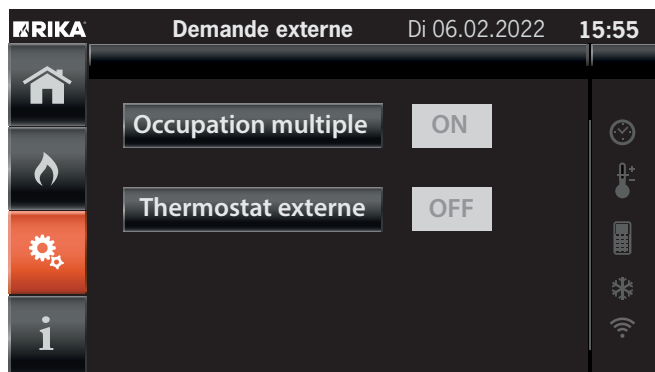 RIKA Demande externe Di 06.02.2022 15:55
Occupation multiple ON
Thermostat externe OFF
i